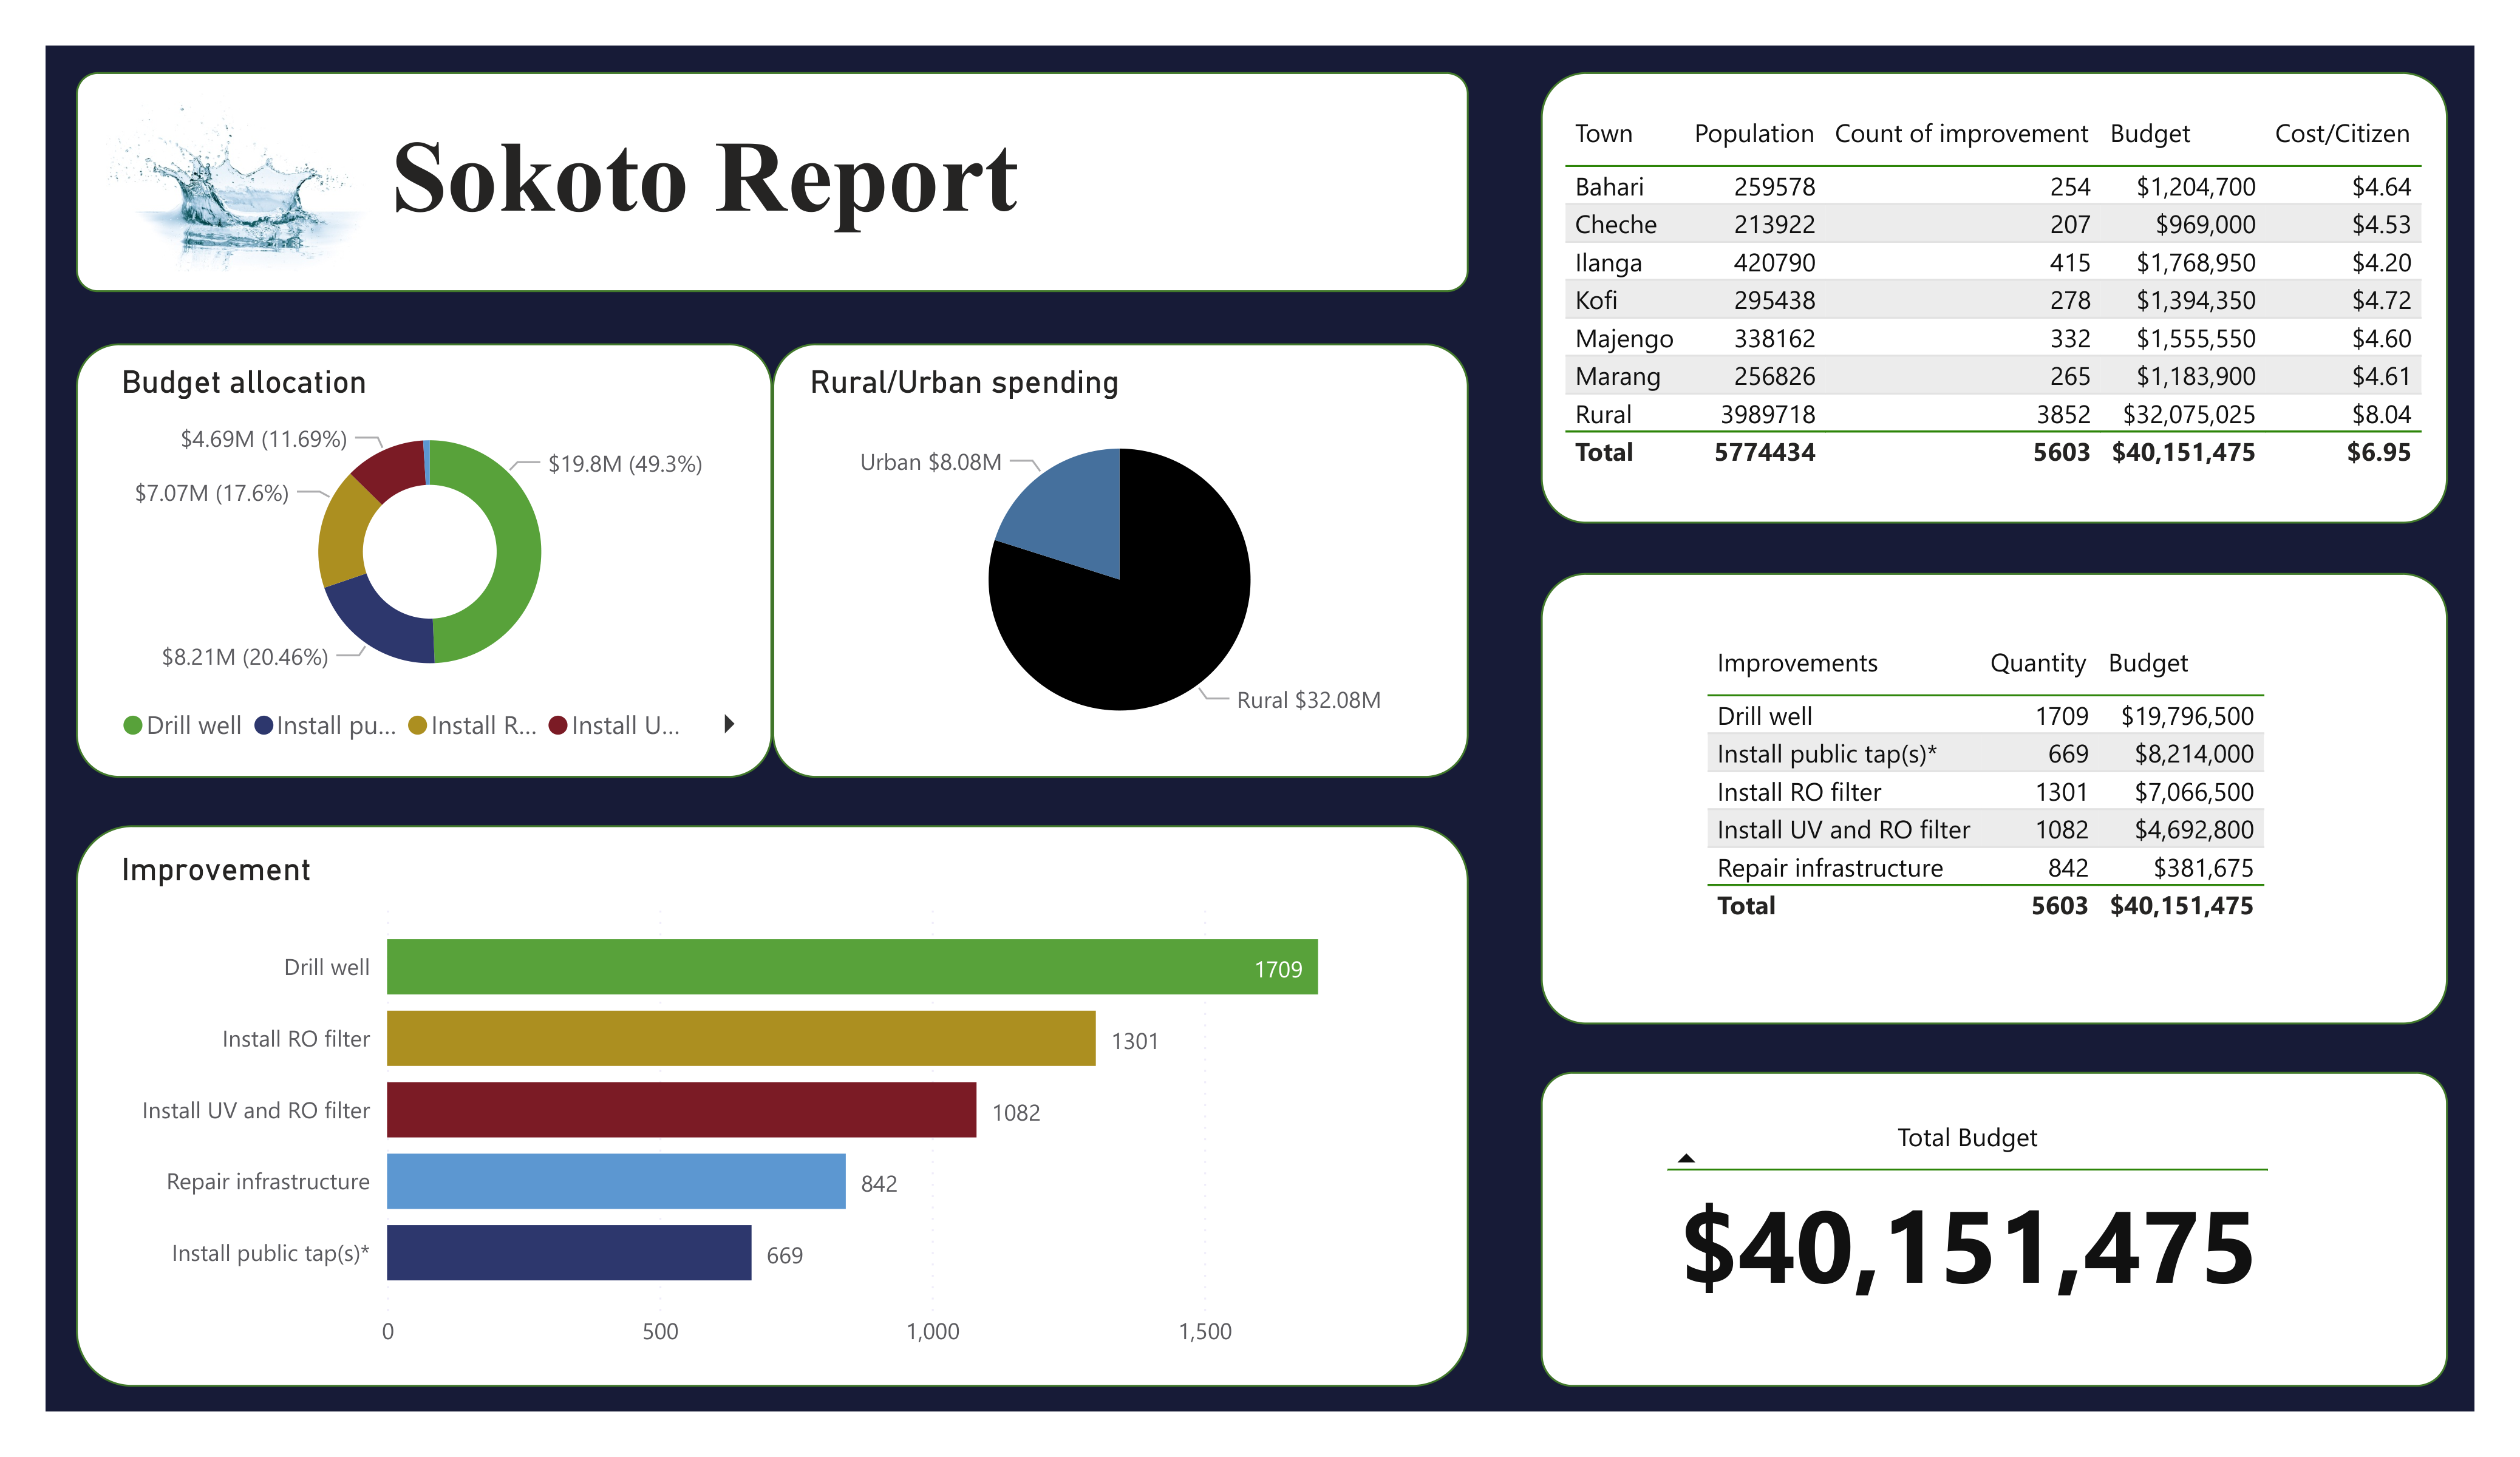 Sokoto Report
Budget allocation
$4.69M (11.69%)
$19.8M (49.3%)
$7.07M (17.6%)
$8.21M (20.46%)
Drill well Install pu... Install R... Install U...
Rural/Urban spending
Urban $8.08M
Rural $32.08M
Improvement
Drill well 1709
Install RO filter 1301
Install UV and RO filter 1082
Repair infrastructure 842
Install public tap(s)* 669
0 500 1,000 1,500
Town Population Count of improvement Budget Cost/Citizen
Bahari 259578 254 $1,204,700 $4.64
Cheche 213922 207 $969,000 $4.53
Ilanga 420790 415 $1,768,950 $4.20
Kofi 295438 278 $1,394,350 $4.72
Majengo 338162 332 $1,555,550 $4.60
Marang 256826 265 $1,183,900 $4.61
Rural 3989718 3852 $32,075,025 $8.04
Total 5774434 5603 $40,151,475 $6.95
Improvements Quantity Budget
Drill well 1709 $19,796,500
Install public tap(s)* 669 $8,214,000
Install RO filter 1301 $7,066,500
Install UV and RO filter 1082 $4,692,800
Repair infrastructure 842 $381,675
Total 5603 $40,151,475
Total Budget
$40,151,475